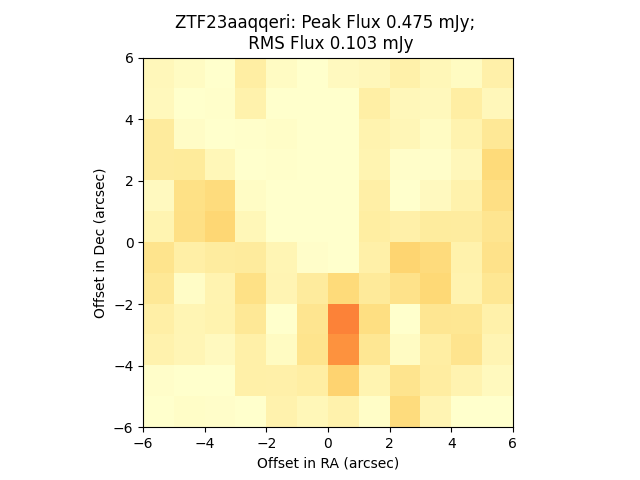 ZTF23aaqqeri: Peak Flux 0.475 mJy;
RMS Flux 0.103 mJy
6
4
2
0
−2
−4
−6
Offset in Dec (arcsec)
−6 −4 −2 0 2 4 6
Offset in RA (arcsec)